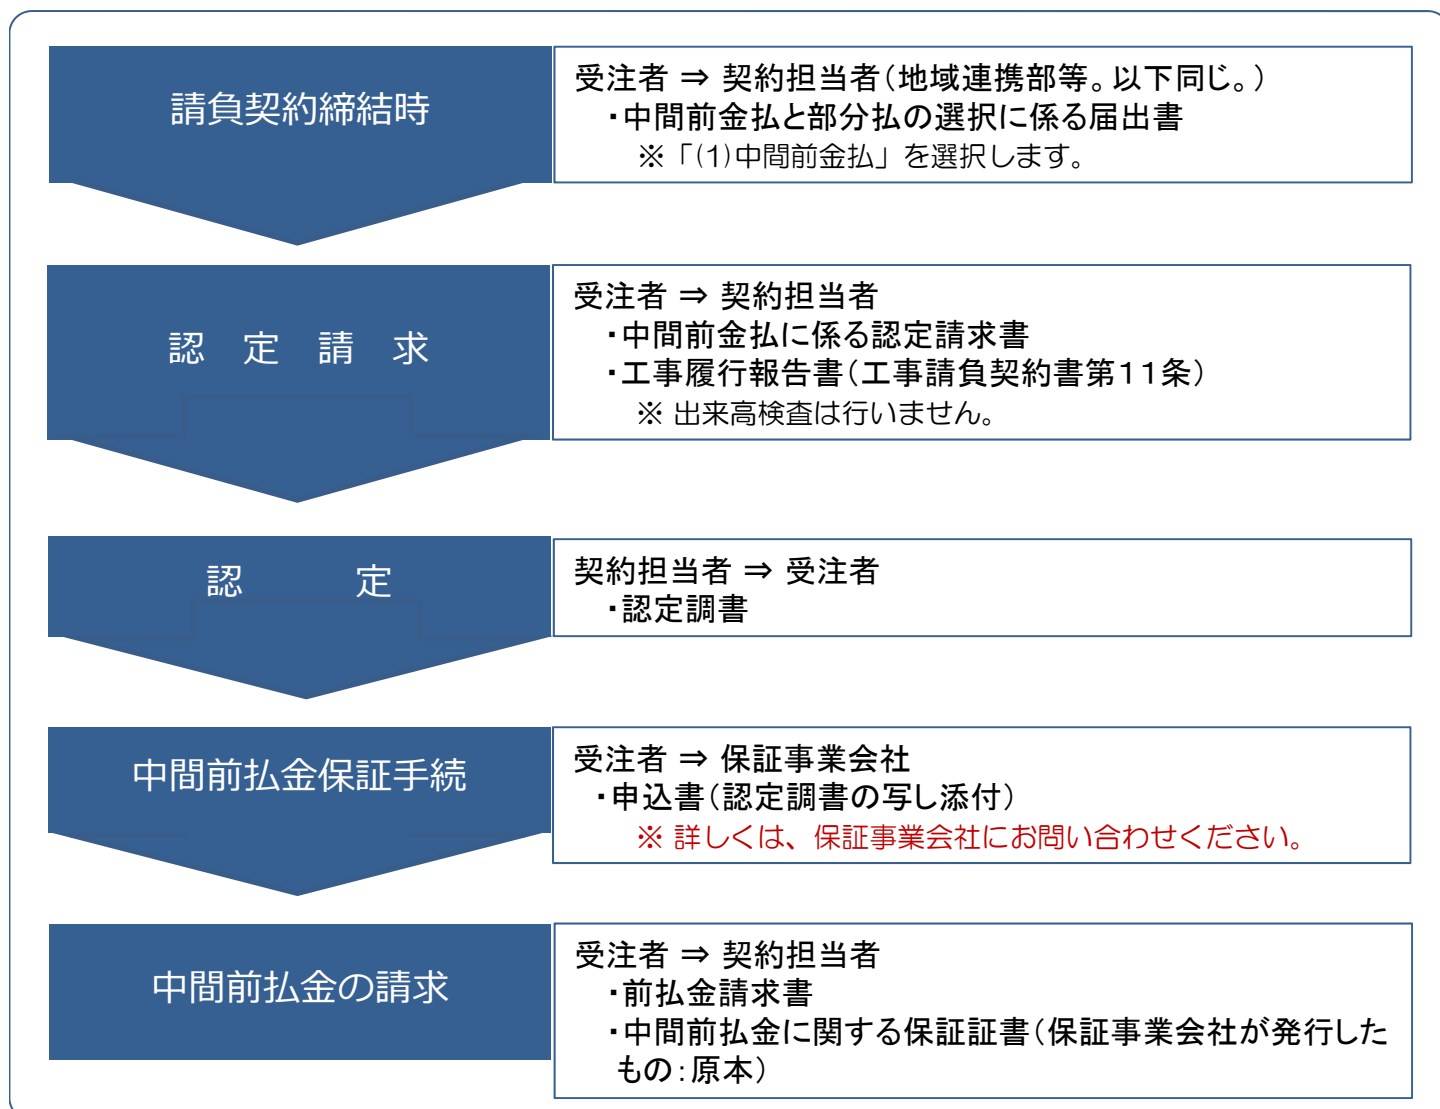 請負契約締結時
受注者 ⇒ 契約担当者(地域連携部等。以下同じ。)
・中間前金払と部分払の選択に係る届出書
※「(1)中間前金払」を選択します。
認 定 請 求
受注者 ⇒ 契約担当者
・中間前金払に係る認定請求書
・工事履行報告書(工事請負契約書第11条)
※ 出来高検査は行いません。
認 定
契約担当者 ⇒ 受注者
・認定調書
中間前払金保証手続
受注者 ⇒ 保証事業会社
・申込書(認定調書の写し添付)
※ 詳しくは、保証事業会社にお問い合わせください。
中間前払金の請求
受注者 ⇒ 契約担当者
・前払金請求書
・中間前払金に関する保証証書(保証事業会社が発行した
もの:原本)